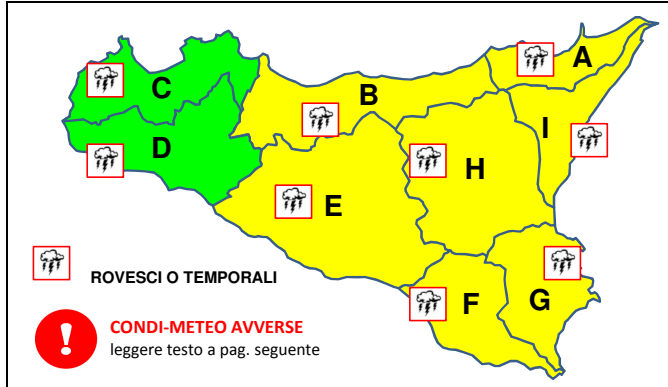 A
C
B
I
D
H
E
ROVESCI O TEMPORALI
F
G
CONDI-METEO AVVERSE
leggere testo a pag. seguente